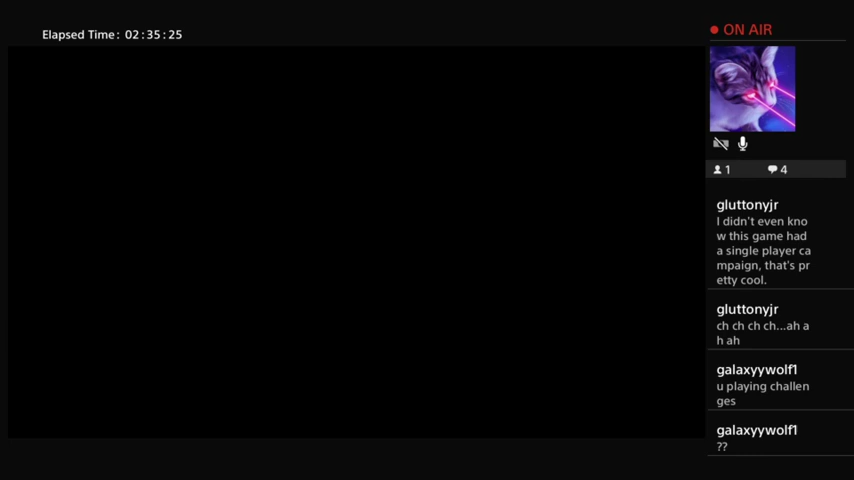 Elapsed Time: 02:35:25
ON AIR
1 4
gluttonyjr
I didn't even kno
w this game had
a single player ca
mpaign, that's pr
etty cool.
gluttonyjr
ch ch ch ch...ah a
h ah
galaxyywolf1
u playing challen
ges
galaxyywolf1
??